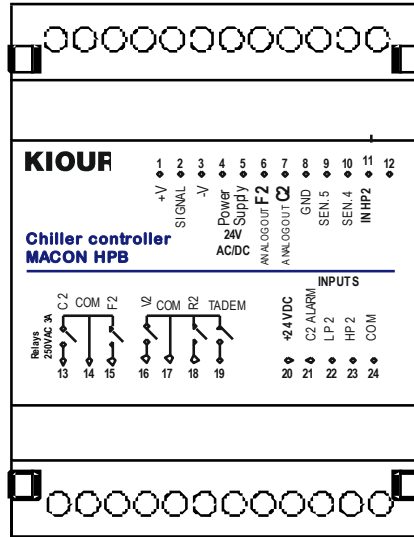 KIOUR
1 2 3 4 5 6 7 8 9 10 11 12
+V
SIGNAL
-V
Power Supply
24V
AC/DC
ANALOGOUT F2
ANALOGOUT C2
GND
SEN.5
SEN.4
IN HP2
Chiller controller
MACON HPB
INPUTS
Relays
250VAC 3A
C2 COM F2 V2 COM R2 TADEM
+24 VDC
C2 ALARM
LP2
HP2
COM
13 14 15 16 17 18 19 20 21 22 23 24